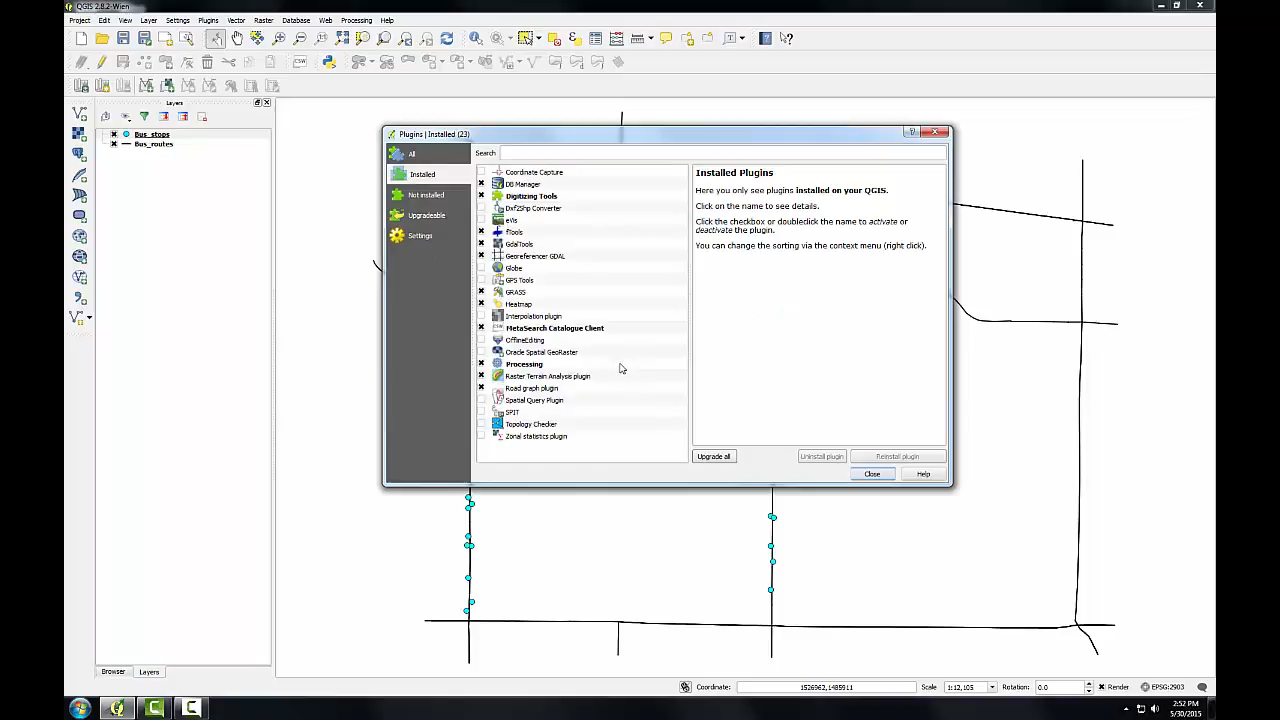 QGIS 2.8.2-Wien
Project Edit View Layer Settings Plugins Vector Raster Database Web Processing Help
Layers
Bus_stops
Bus_routes
Plugins | Installed (23)
All
Installed
Not installed
Upgradeable
Settings
Search
Coordinate Capture
DB Manager
Digitizing Tools
Dxf2Shp Converter
eVis
fTools
GdalTools
Georeferencer GDAL
Globe
GPS Tools
GRASS
Heatmap
Interpolation plugin
MetaSearch Catalogue Client
OfflineEditing
Oracle Spatial GeoRaster
Processing
Raster Terrain Analysis plugin
Road graph plugin
Spatial Query Plugin
SPIT
Topology Checker
Zonal statistics plugin
Installed Plugins
Here you only see plugins installed on your QGIS.
Click on the name to see details.
Click the checkbox or doubleclick the name to activate or
deactivate the plugin.
You can change the sorting via the context menu (right click).
Upgrade all
Uninstall plugin
Reinstall plugin
Close
Help
Browser
Layers
Coordinate: 1526962,1485911
Scale 1:12,105
Rotation: 0.0
Render
EPSG:2903
2:52 PM
5/30/2015